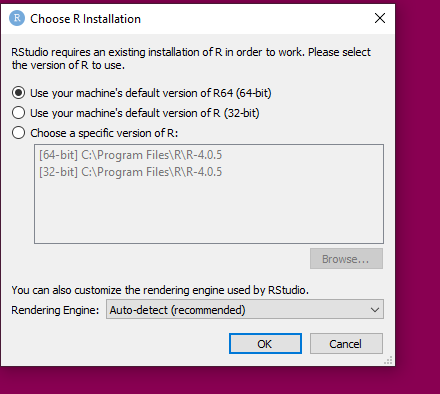 R Choose R Installation
RStudio requires an existing installation of R in order to work. Please select
the version of R to use.
Use your machine's default version of R64 (64-bit)
Use your machine's default version of R (32-bit)
Choose a specific version of R:
[64-bit] C:\Program Files\R\R-4.0.5
[32-bit] C:\Program Files\R\R-4.0.5
Browse...
You can also customize the rendering engine used by RStudio.
Rendering Engine: Auto-detect (recommended)
OK Cancel